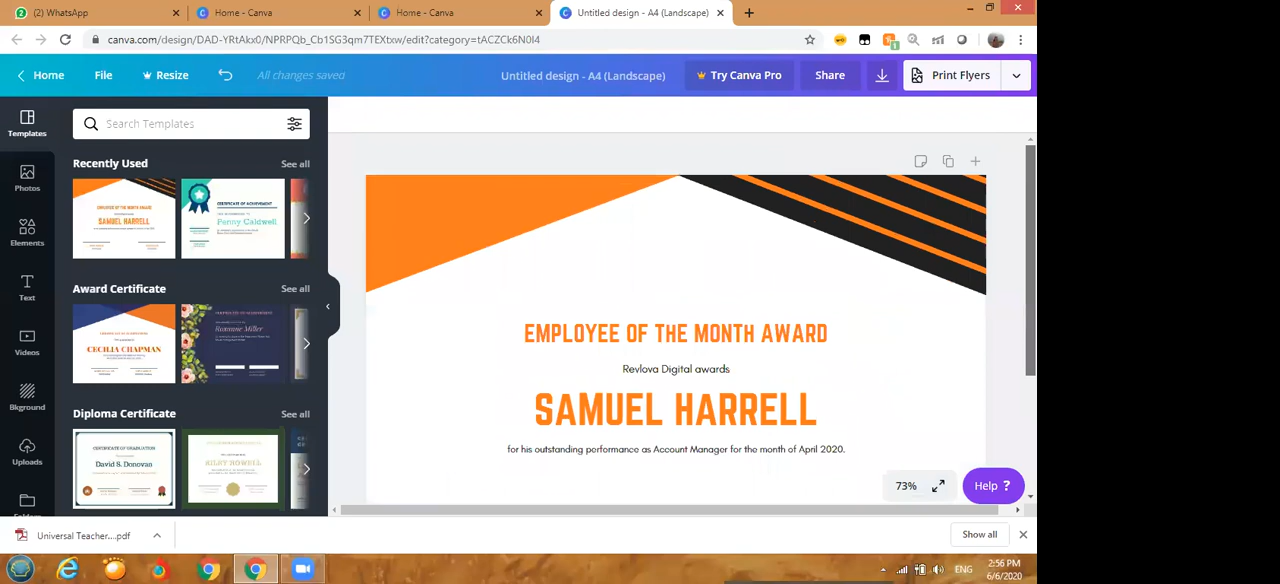 (2) WhatsApp
Home - Canva
Home - Canva
Untitled design - A4 (Landscape)
canva.com/design/DAD-YRtAkx0/NPRPQb_Cb1SG3qm7TEXtxw/edit?category=tACZCk6N0I4
Home
File
Resize
All changes saved
Untitled design - A4 (Landscape)
Try Canva Pro
Share
Print Flyers
Templates
Photos
Elements
Text
Videos
Bkground
Uploads
Search Templates
Recently Used
See all
EMPLOYEE OF THE MONTH AWARD
SAMUEL HARRELL
CERTIFICATE OF ACHIEVEMENT
Penny Caldwell
Award Certificate
See all
CECILIA CHAPMAN
Roxanne Miller
Diploma Certificate
See all
CERTIFICATE OF GRADUATION
David S. Donovan
RILEY HOWELL
EMPLOYEE OF THE MONTH AWARD
Revlova Digital awards
SAMUEL HARRELL
for his outstanding performance as Account Manager for the month of April 2020.
73%
Help ?
Universal Teacher....pdf
Show all
ENG
2:56 PM
6/6/2020